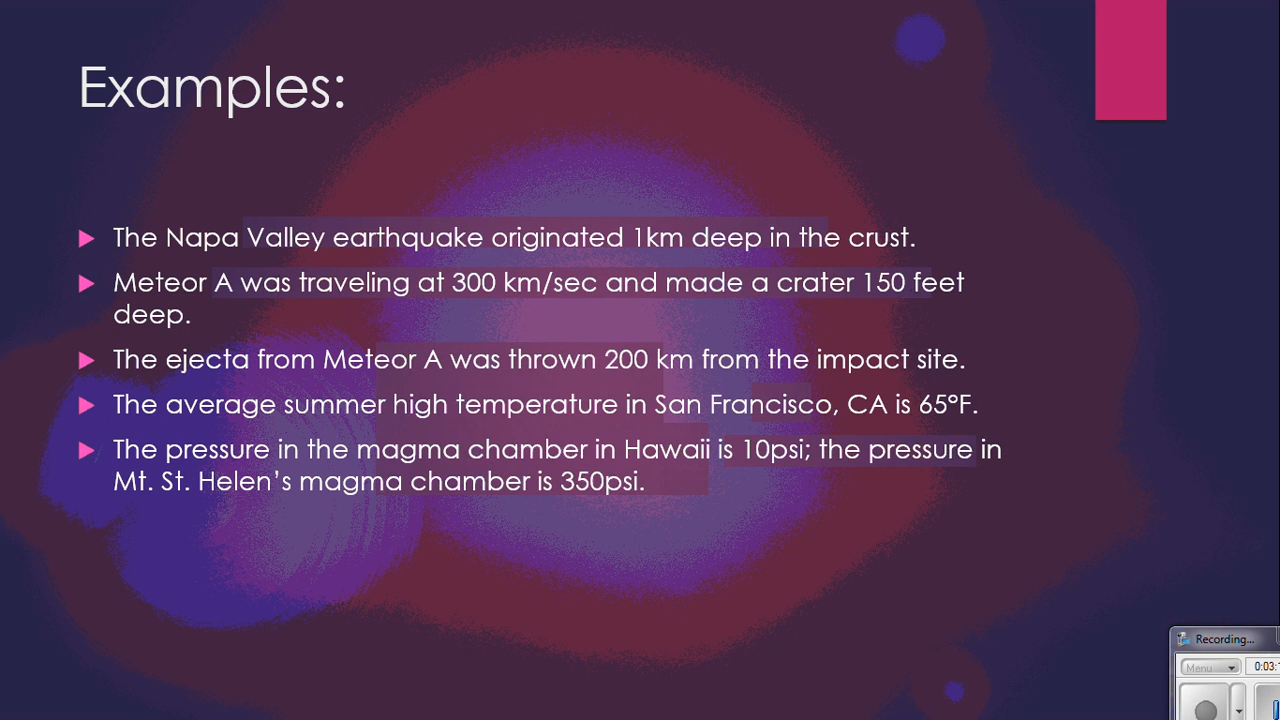 Examples:
The Napa Valley earthquake originated 1km deep in the crust.
Meteor A was traveling at 300 km/sec and made a crater 150 feet
deep.
The ejecta from Meteor A was thrown 200 km from the impact site.
The average summer high temperature in San Francisco, CA is 65°F.
The pressure in the magma chamber in Hawaii is 10psi; the pressure in
Mt. St. Helen’s magma chamber is 350psi.
Recording...
Menu
0:03: